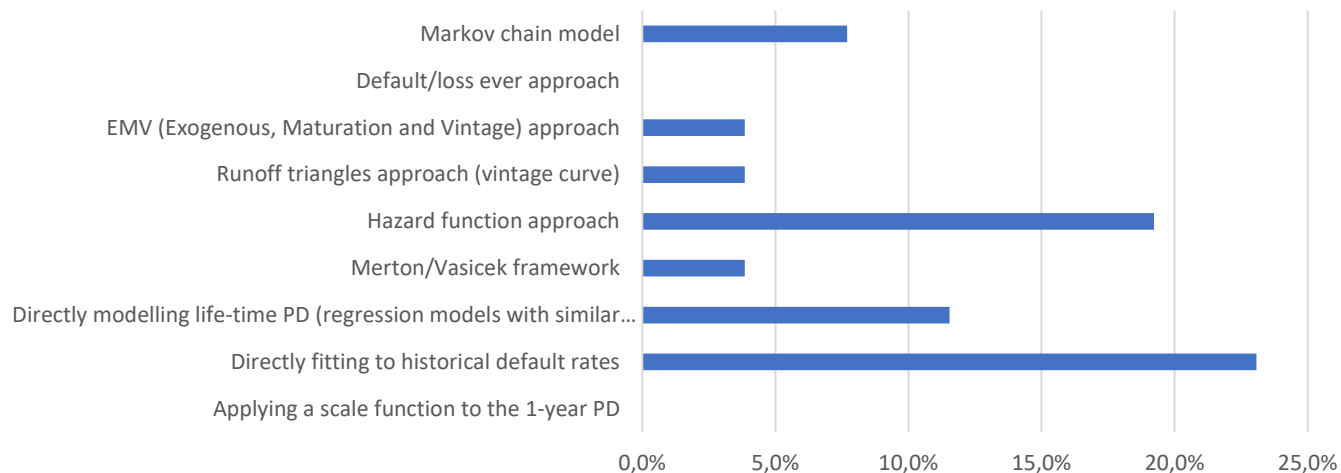 Markov chain model
Default/loss ever approach
EMV (Exogenous, Maturation and Vintage) approach
Runoff triangles approach (vintage curve)
Hazard function approach
Merton/Vasicek framework
Directly modelling life-time PD (regression models with similar...
Directly fitting to historical default rates
Applying a scale function to the 1-year PD
0,0% 5,0% 10,0% 15,0% 20,0% 25,0%